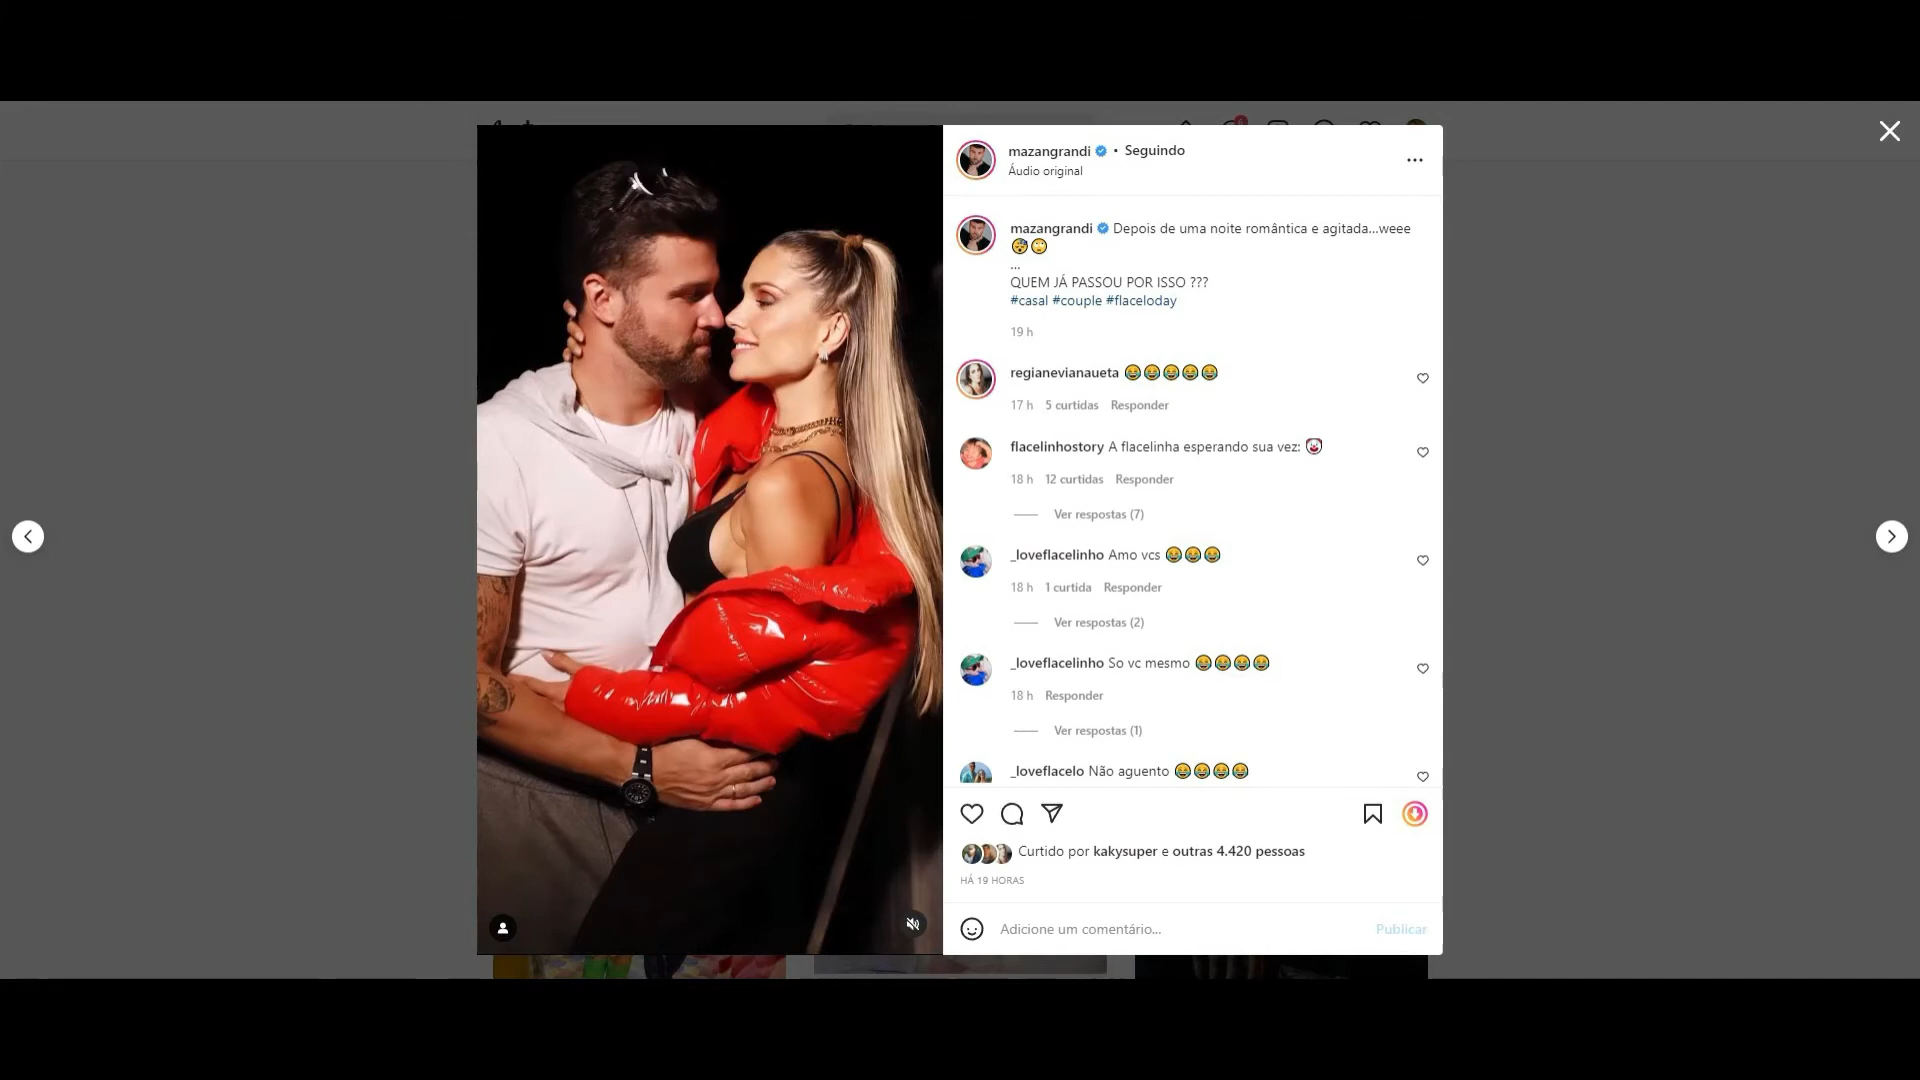 mazangrandi • Seguindo
Áudio original
mazangrandi Depois de uma noite romântica e agitada...weee
😴🙄
...
QUEM JÁ PASSOU POR ISSO ???
#casal #couple #flaceloday
19 h
regianevianaueta 😂😂😂😂😂
17 h 5 curtidas Responder
flacelinhostory A flacelinha esperando sua vez: 🤡
18 h 12 curtidas Responder
Ver respostas (7)
_loveflacelinho Amo vcs 😂😂😂
18 h 1 curtida Responder
Ver respostas (2)
_loveflacelinho So vc mesmo 😂😂😂😂
18 h Responder
Ver respostas (1)
_loveflacelo Não aguento 😂😂😂😂
Curtido por kakysuper e outras 4.420 pessoas
HÁ 19 HORAS
Adicione um comentário... Publicar